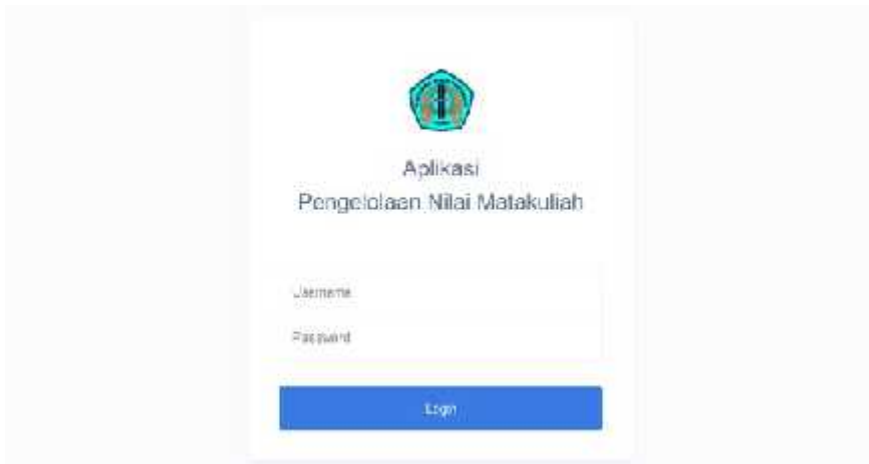 Aplikasi
Pengelolaan Nilai Matakuliah
Username
Password
Login